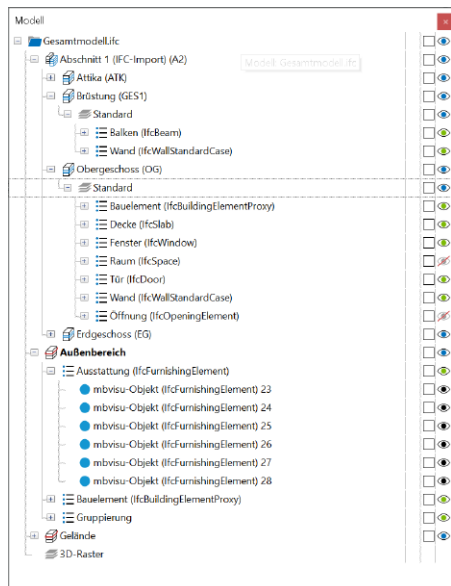 Modell
Gesamtmodell.ifc
Abschnitt 1 (IFC-Import) (A2)
Modell: Gesamtmodell.ifc
Attika (ATK)
Brüstung (GES1)
Standard
Balken (IfcBeam)
Wand (IfcWallStandardCase)
Obergeschoss (OG)
Standard
Bauelement (IfcBuildingElementProxy)
Decke (IfcSlab)
Fenster (IfcWindow)
Raum (IfcSpace)
Tür (IfcDoor)
Wand (IfcWallStandardCase)
Öffnung (IfcOpeningElement)
Erdgeschoss (EG)
Außenbereich
Ausstattung (IfcFurnishingElement)
mbvisu-Objekt (IfcFurnishingElement) 23
mbvisu-Objekt (IfcFurnishingElement) 24
mbvisu-Objekt (IfcFurnishingElement) 25
mbvisu-Objekt (IfcFurnishingElement) 26
mbvisu-Objekt (IfcFurnishingElement) 27
mbvisu-Objekt (IfcFurnishingElement) 28
Bauelement (IfcBuildingElementProxy)
Gruppierung
Gelände
3D-Raster